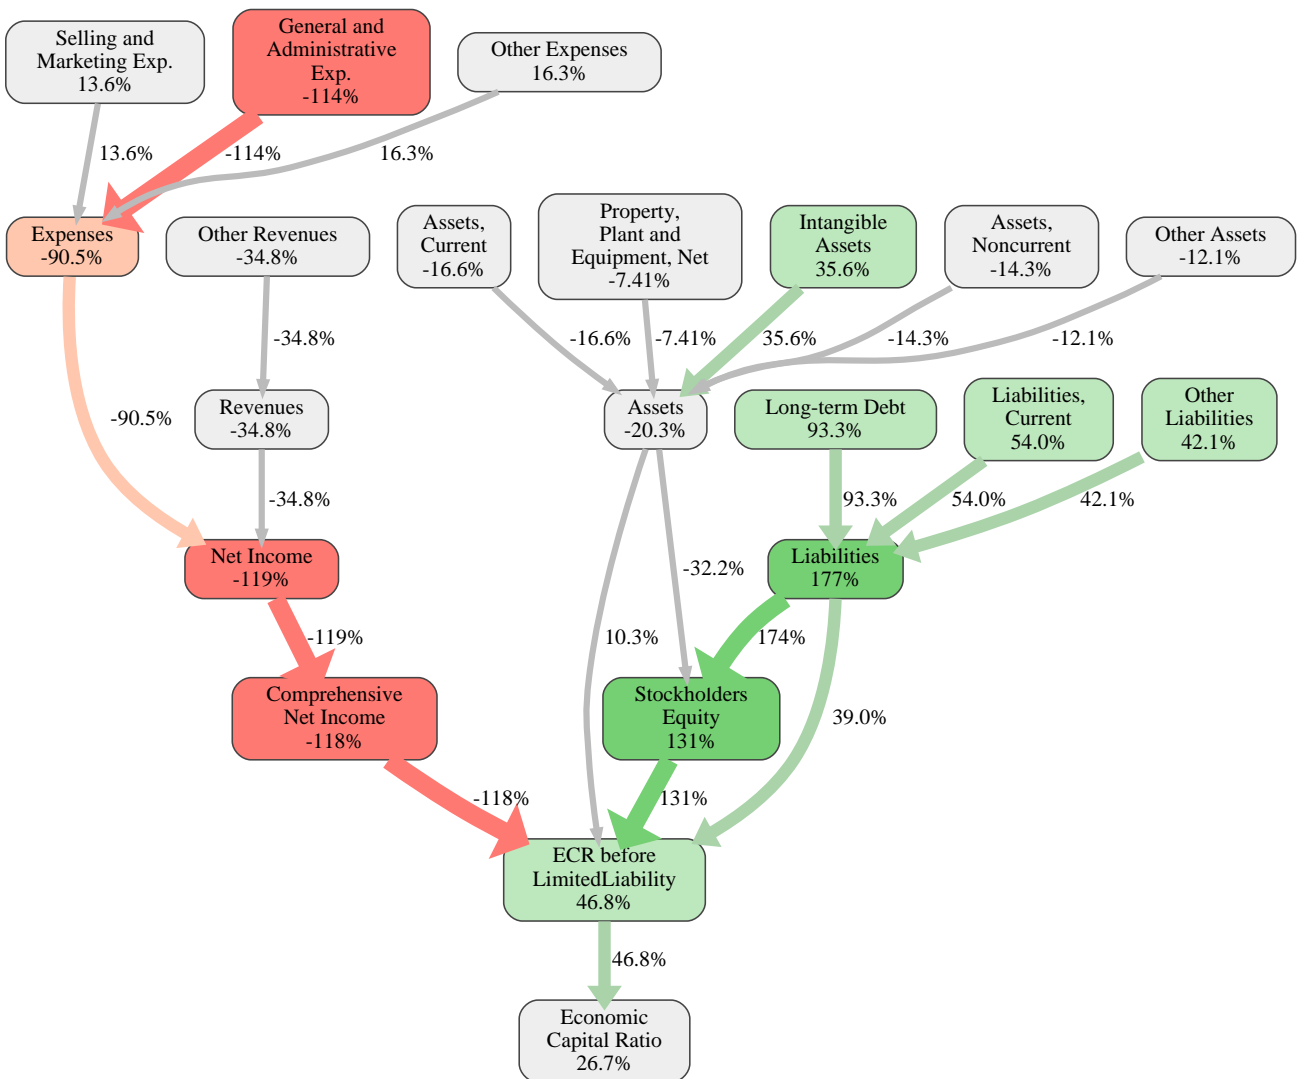 Selling and
Marketing Exp.
13.6%
General and
Administrative
Exp.
-114%
Other Expenses
16.3%
13.6%
-114%
16.3%
Expenses
-90.5%
Other Revenues
-34.8%
Assets,
Current
-16.6%
Property,
Plant and
Equipment, Net
-7.41%
Intangible
Assets
35.6%
Assets,
Noncurrent
-14.3%
Other Assets
-12.1%
-34.8%
-16.6%
-7.41%
35.6%
-14.3%
-12.1%
-90.5%
Revenues
-34.8%
Assets
-20.3%
Long-term Debt
93.3%
Liabilities,
Current
54.0%
Other
Liabilities
42.1%
-34.8%
93.3%
54.0%
42.1%
Net Income
-119%
-32.2%
Liabilities
177%
-119%
10.3%
174%
Comprehensive
Net Income
-118%
Stockholders
Equity
131%
39.0%
-118%
131%
ECR before
LimitedLiability
46.8%
46.8%
Economic
Capital Ratio
26.7%